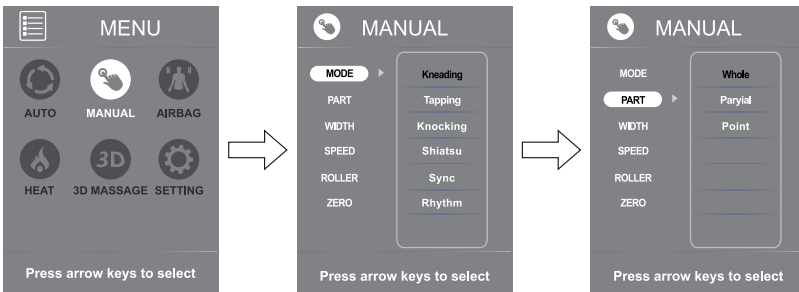 MENU
AUTO MANUAL AIRBAG
3D
HEAT 3D MASSAGE SETTING
Press arrow keys to select
MANUAL
MODE Kneading
PART Tapping
WIDTH Knocking
SPEED Shiatsu
ROLLER Sync
ZERO Rhythm
Press arrow keys to select
MANUAL
MODE Whole
PART Paryial
WIDTH Point
SPEED
ROLLER
ZERO
Press arrow keys to select